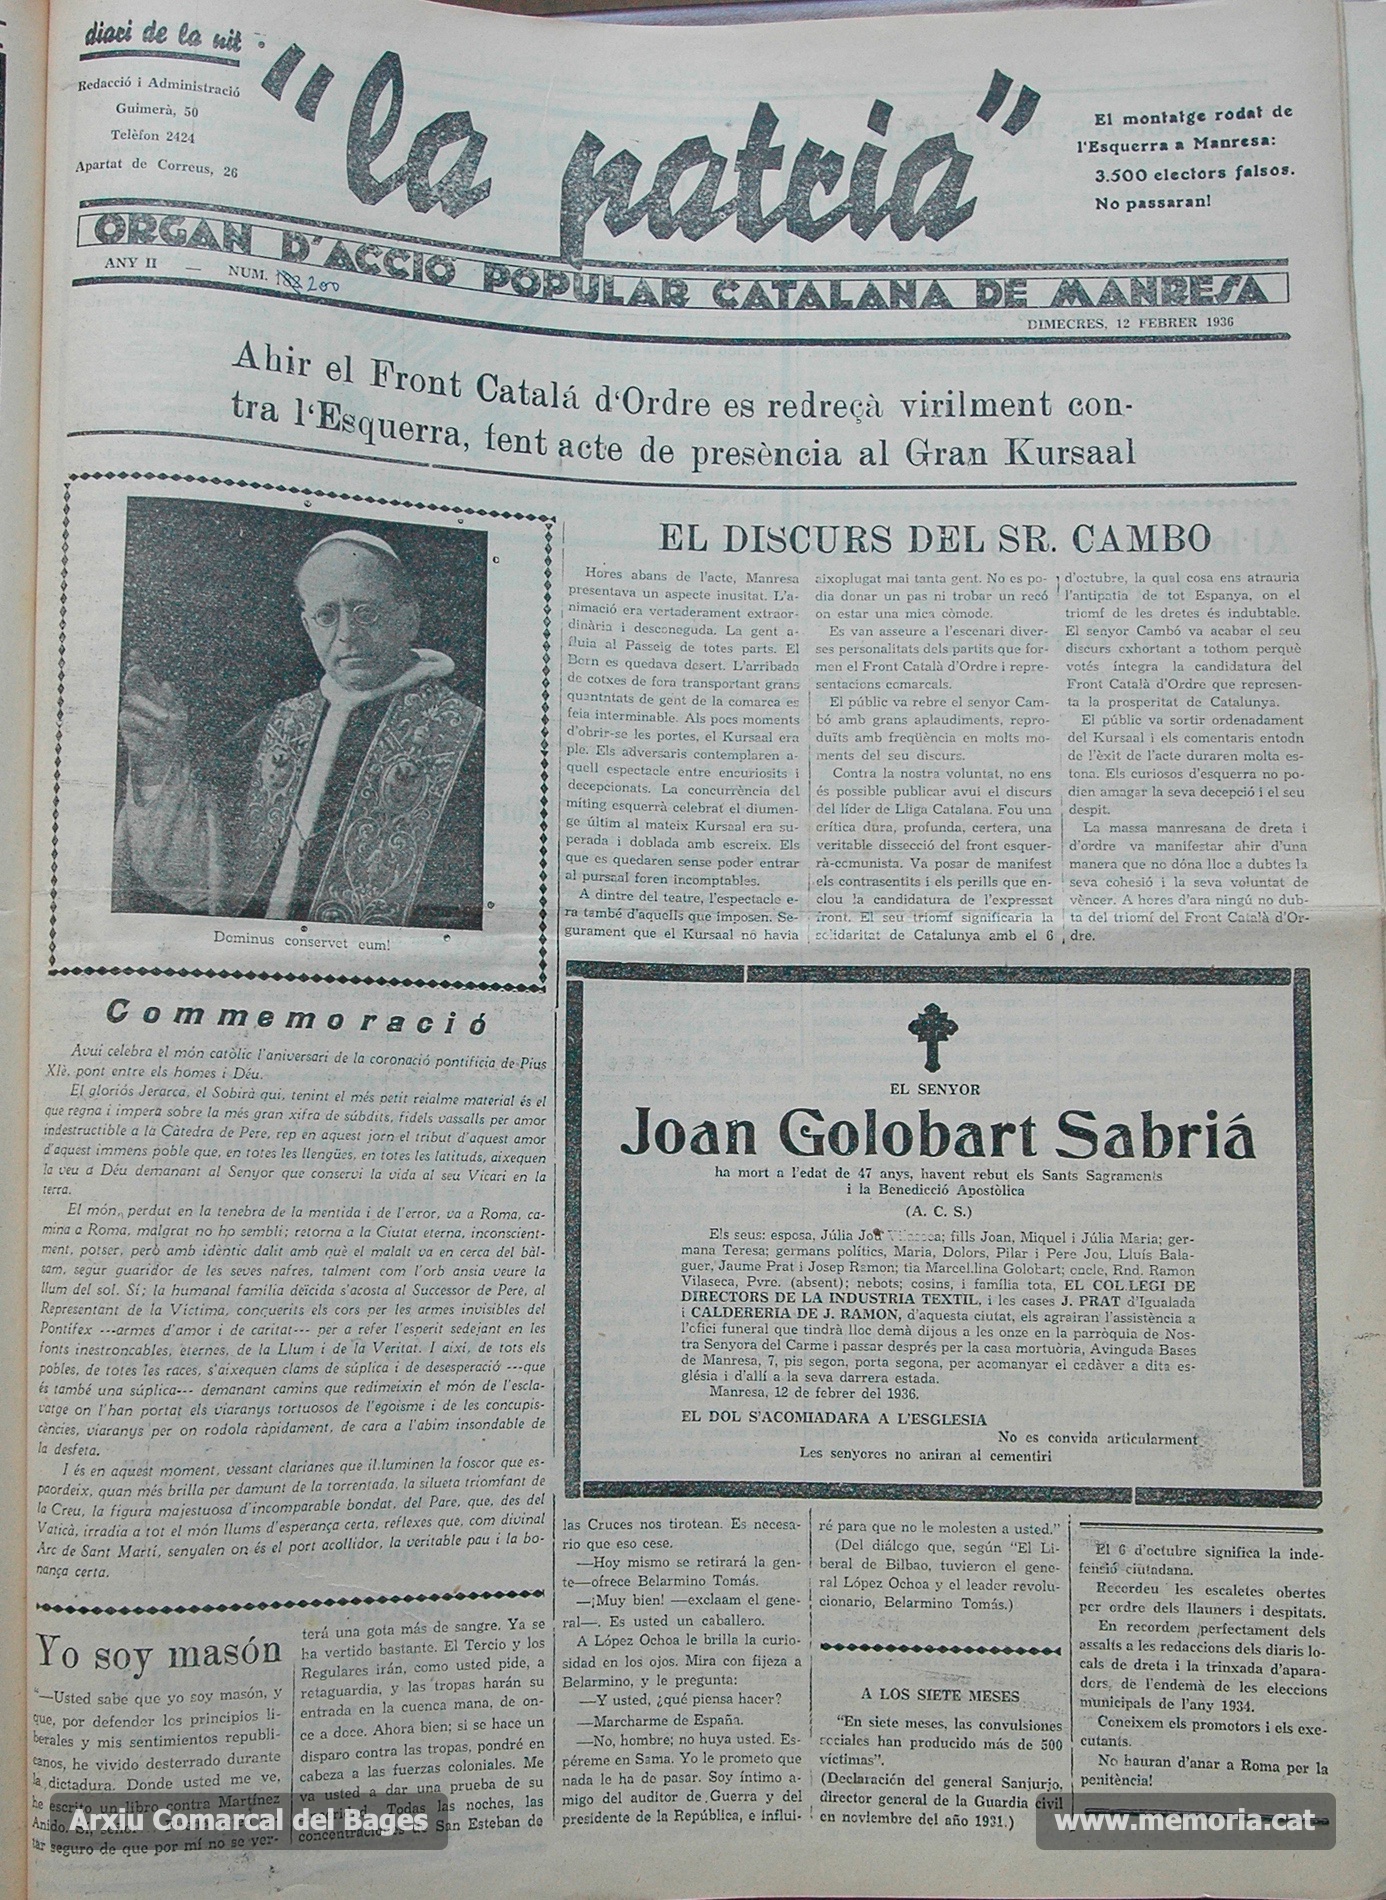 diari de la nit
Redacció i Administració
Guimerà, 50
Telèfon 2424
Apartat de Correus, 26
"la patria"
El montatge rodat de
l'Esquerra a Manresa:
3.500 electors falsos.
No passaran!
ORGAN D'ACCIO POPULAR CATALANA DE MANRESA
ANY II — NUM. 188 200
DIMECRES, 12 FEBRER 1936
Ahir el Front Catalá d'Ordre es redreçà virilment con-
tra l'Esquerra, fent acte de presència al Gran Kursaal
Dominus conservet eum!
Commemoració
Avui celebra el món catòlic l'aniversari de la coronació pontificia de Pius
XIè, pont entre els homes i Déu.
El gloriós Jerarca, el Sobirà qui, tenint el més petit reialme material és el
que regna i impera sobre la més gran xifra de súbdits, fidels vassalls per amor
indestructible a la Càtedra de Pere, rep en aquest jorn el tribut d'aquest amor
d'aquest immens poble que, en totes les llengües, en totes les latituds, aixequen
la veu a Déu demanant al Senyor que conservi la vida al seu Vicari en la
terra.
El món, perdut en la tenebra de la mentida i de l'error, va a Roma, ca-
mina a Roma, malgrat no ho sembli; retorna a la Ciutat eterna, inconscient-
ment, potser, però amb idèntic dalit amb què el malalt va en cerca del bàl-
sam, segur guaridor de les seves nafres, talment com l'orb ansia veure la
llum del sol. Sí; la humanal família deïcida s'acosta al Successor de Pere, al
Representant de la Víctima, conquerits els cors per les armes invisibles del
Pontifex ---armes d'amor i de caritat--- per a refer l'esperit sedejant en les
fonts inestroncables, eternes, de la Llum i de la Veritat. I així, de tots els
pobles, de totes les races, s'aixequen clams de súplica i de desesperació ---que
és també una súplica--- demanant camins que redimeixin el món de l'escla-
vatge on l'han portat els viaranys tortuosos de l'egoisme i de les concupis-
cències, viaranys per on rodola ràpidament, de cara a l'abim insondable de
la desfeta.
I és en aquest moment, vessant clarianes que il.luminen la foscor que es-
paordeix, quan més brilla per damunt de la torrentada, la silueta triomfant de
la Creu, la figura majestuosa d'incomparable bondat, del Pare, que, des del
Vaticà, irradia a tot el món llums d'esperança certa, reflexes que, com divinal
Arc de Sant Martí, senyalen on és el port acollidor, la veritable pau i la bo-
nança certa.
EL DISCURS DEL SR. CAMBO
Hores abans de l'acte, Manresa
presentava un aspecte inusitat. L'a-
nimació era vertaderament extraor-
dinària i desconeguda. La gent a-
fluia al Passeig de totes parts. El
Born es quedava desert. L'arribada
de cotxes de fora transportant grans
quantntats de gent de la comarca es
feia interminable. Als pocs moments
d'obrir-se les portes, el Kursaal era
ple. Els adversaris contemplaren a-
quell espectacle entre encuriosits i
decepcionats. La concurrència del
míting esquerrà celebrat el diumen-
ge últim al mateix Kursaal era su-
perada i doblada amb escreix. Els
que es quedaren sense poder entrar
al pursaal foren incomptables.
A dintre del teatre, l'espectacle e-
ra també d'aquells que imposen. Se-
gurament que el Kursaal no havia
aixoplugat mai tanta gent. No es po-
dia donar un pas ni trobar un recó
on estar una mica còmode.
Es van asseure a l'escenari diver-
ses personalitats dels partits que for-
men el Front Català d'Ordre i repre-
sentacions comarcals.
El públic va rebre el senyor Cam-
bó amb grans aplaudiments, repro-
duïts amb freqüència en molts mo-
ments del seu discurs.
Contra la nostra voluntat, no ens
és possible publicar avui el discurs
del líder de Lliga Catalana. Fou una
crítica dura, profunda, certera, una
veritable dissecció del front esquer-
rà-comunista. Va posar de manifest
els contrasentits i els perills que en-
clou la candidatura de l'expressat
front. El seu triomf significaria la
solidaritat de Catalunya amb el 6
d'octubre, la qual cosa ens atrauria
l'antipatia de tot Espanya, on el
triomf de les dretes és indubtable.
El senyor Cambó va acabar el seu
discurs exhortant a tothom perquè
votés íntegra la candidatura del
Front Català d'Ordre que represen-
ta la prosperitat de Catalunya.
El públic va sortir ordenadament
del Kursaal i els comentaris entodn
de l'èxit de l'acte duraren molta es-
tona. Els curiosos d'esquerra no po-
dien amagar la seva decepció i el seu
despit.
La massa manresana de dreta i
d'ordre va manifestar ahir d'una
manera que no dóna lloc a dubtes la
seva cohesió i la seva voluntat de
vèncer. A hores d'ara ningú no dub-
ta del triomf del Front Català d'Or-
dre.
EL SENYOR
Joan Golobart Sabriá
ha mort a l'edat de 47 anys, havent rebut els Sants Sagraments
i la Benedicció Apostòlica
(A. C. S.)
Els seus: esposa, Júlia Jou Vilaseca; fills Joan, Miquel i Júlia Maria; ger-
mana Teresa; germans polítics, Maria, Dolors, Pilar i Pere Jou, Lluís Bala-
guer, Jaume Prat i Josep Ramon; tia Marcel.lina Golobart; oncle, Rnd. Ramon
Vilaseca, Pvre. (absent); nebots; cosins, i família tota, EL COL.LEGI DE
DIRECTORS DE LA INDUSTRIA TEXTIL, i les cases J. PRAT d'Igualada
i CALDERERIA DE J. RAMON, d'aquesta ciutat, els agrairan l'assistència a
l'ofici funeral que tindrà lloc demà dijous a les onze en la parròquia de Nos-
tra Senyora del Carme i passar després per la casa mortuòria, Avinguda Bases
de Manresa, 7, pis segon, porta segona, per acomanyar el cadàver a dita es-
glésia i d'allí a la seva darrera estada.
Manresa, 12 de febrer del 1936.
EL DOL S'ACOMIADARA A L'ESGLESIA
No es convida articularment
Les senyores no aniran al cementiri
Yo soy masón
"—Usted sabe que yo soy masón, y
que, por defender los principios li-
berales y mis sentimientos republi-
canos, he vivido desterrado durante
la dictadura. Donde usted me ve,
he escrito un libro contra Martínez
Anido.
tar seguro de que por mí no se ver-
terá una gota más de sangre. Ya se
ha vertido bastante. El Tercio y los
Regulares irán, como usted pide, a
retaguardia, y las tropas harán su
entrada en la cuenca mana, de on-
ce a doce. Ahora bien; si se hace un
disparo contra las tropas, pondré en
cabeza a las fuerzas coloniales. Me
va usted a dar una prueba de su
Todas las noches, las
concentraciones de San Esteban de
las Cruces nos tirotean. Es necesa-
rio que eso cese.
—Hoy mismo se retirará la gen-
te—ofrece Belarmino Tomás.
—¡Muy bien! —exclaam el gene-
ral—. Es usted un caballero.
A López Ochoa le brilla la curio-
sidad en los ojos. Mira con fijeza a
Belarmino, y le pregunta:
—Y usted, ¿qué piensa hacer?
—Marcharme de España.
—No, hombre; no huya usted. Es-
péreme en Sama. Yo le prometo que
nada le ha de pasar. Soy íntimo a-
migo del auditor de Guerra y del
presidente de la República, e influi-
ré para que no le molesten a usted."
(Del diálogo que, según "El Li-
beral de Bilbao, tuvieron el gene-
ral López Ochoa y el leader revolu-
cionario, Belarmino Tomás.)
A LOS SIETE MESES
"En siete meses, las convulsiones
sociales han producido más de 500
víctimas".
(Declaración del general Sanjurjo,
director general de la Guardia civil
en noviembre del año 1931.)
El 6 d'octubre significa la inde-
fensió ciutadana.
Recordeu les escaletes obertes
per ordre dels llauners i despitats.
En recordem perfectament dels
assalts a les redaccions dels diaris lo-
cals de dreta i la trinxada d'apara-
dors, de l'endemà de les eleccions
municipals de l'any 1934.
Coneixem els promotors i els exe-
cutants.
No hauran d'anar a Roma per la
penitència!
Arxiu Comarcal del Bages
www.memoria.cat